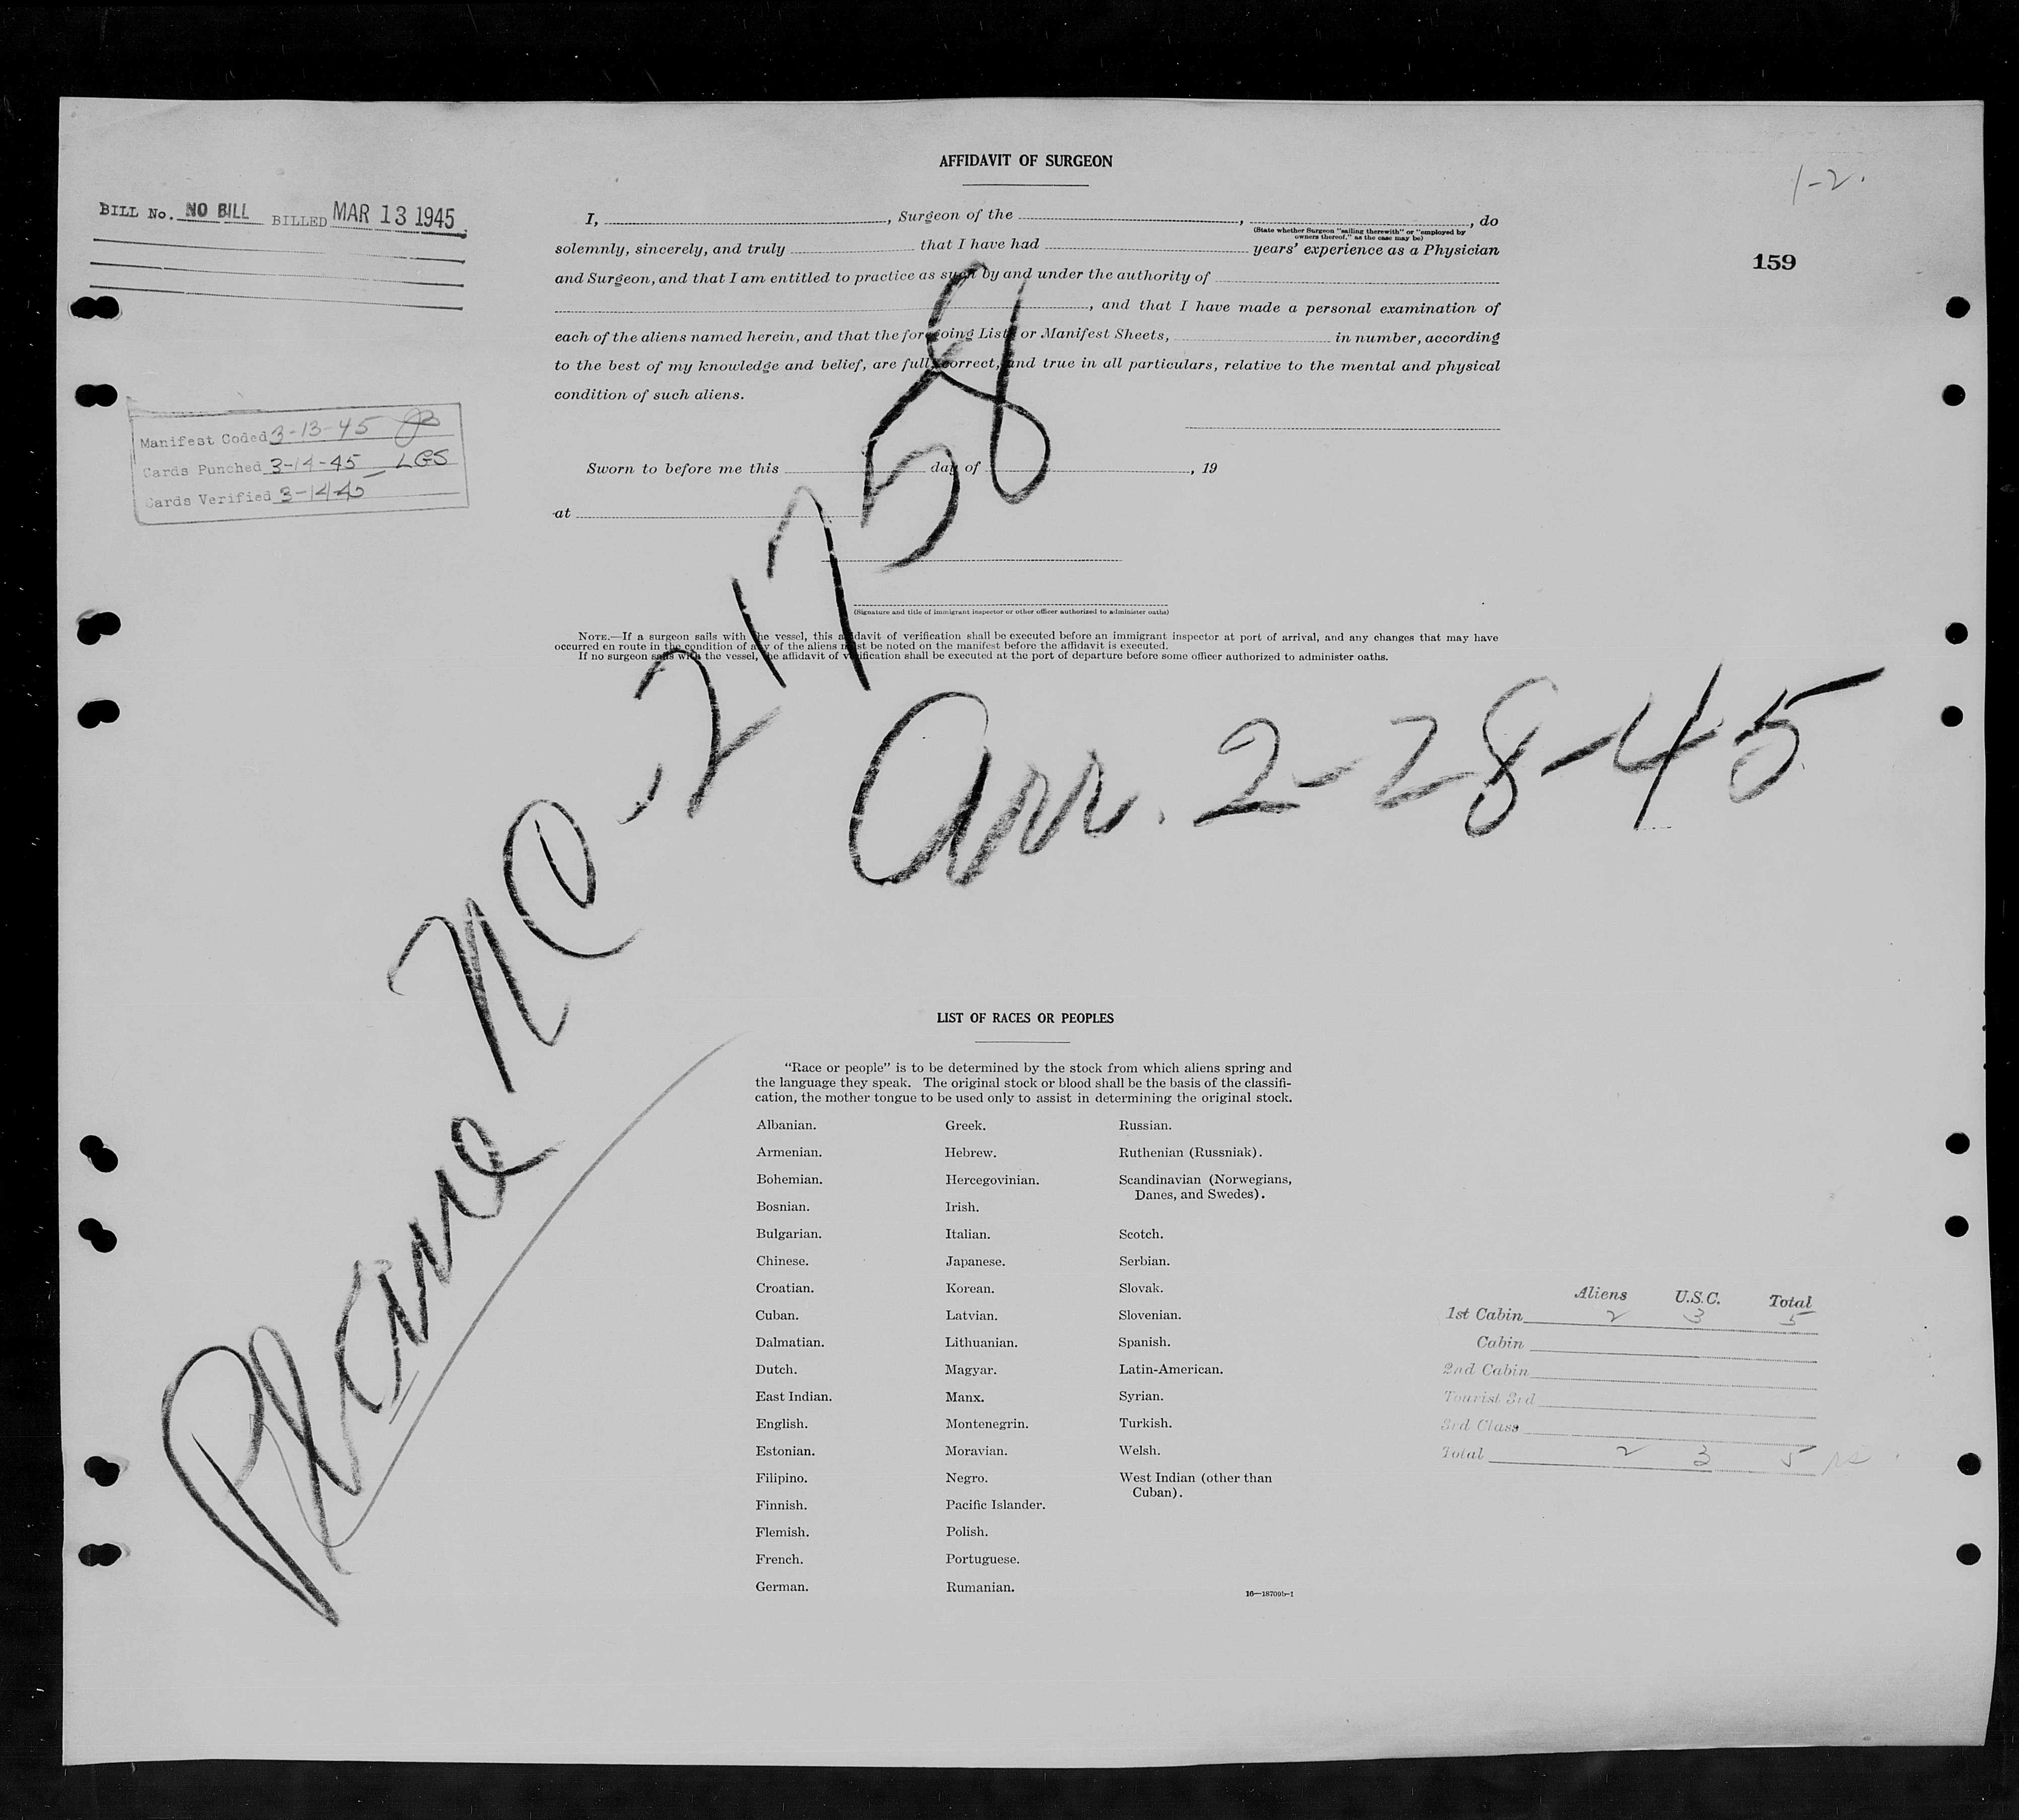 AFFIDAVIT OF SURGEON
1-2.
BILL No. NO BILL BILLED MAR 13 1945
159
I, , Surgeon of the , , do
(State whether Surgeon "sailing therewith" or "employed by
owners thereof," as the case may be)
solemnly, sincerely, and truly that I have had years' experience as a Physician
and Surgeon, and that I am entitled to practice as such by and under the authority of
, and that I have made a personal examination of
each of the aliens named herein, and that the foregoing Lists or Manifest Sheets, in number, according
to the best of my knowledge and belief, are full, correct, and true in all particulars, relative to the mental and physical
condition of such aliens.
Manifest Coded 3-13-45
Cards Punched 3-14-45 LGS
Cards Verified 3-14-45
Sworn to before me this day of , 19
at
(Signature and title of immigrant inspector or other officer authorized to administer oaths)
NOTE.—If a surgeon sails with the vessel, this affidavit of verification shall be executed before an immigrant inspector at port of arrival, and any changes that may have
occurred en route in the condition of any of the aliens must be noted on the manifest before the affidavit is executed.
If no surgeon sails with the vessel, the affidavit of verification shall be executed at the port of departure before some officer authorized to administer oaths.
Plane NC-21758
Arr. 2-28-45
LIST OF RACES OR PEOPLES
"Race or people" is to be determined by the stock from which aliens spring and
the language they speak. The original stock or blood shall be the basis of the classifi-
cation, the mother tongue to be used only to assist in determining the original stock.
Albanian. Greek. Russian.
Armenian. Hebrew. Ruthenian (Russniak).
Bohemian. Hercegovinian. Scandinavian (Norwegians,
Danes, and Swedes).
Bosnian. Irish.
Bulgarian. Italian. Scotch.
Chinese. Japanese. Serbian.
Croatian. Korean. Slovak.
Cuban. Latvian. Slovenian.
Dalmatian. Lithuanian. Spanish.
Dutch. Magyar. Latin-American.
East Indian. Manx. Syrian.
English. Montenegrin. Turkish.
Estonian. Moravian. Welsh.
Filipino. Negro. West Indian (other than
Cuban).
Finnish. Pacific Islander.
Flemish. Polish.
French. Portuguese.
German. Rumanian.
16—18709b-1
Aliens U.S.C. Total
1st Cabin 2 3 5
Cabin
2nd Cabin
Tourist 3rd
3rd Class
Total 2 3 5